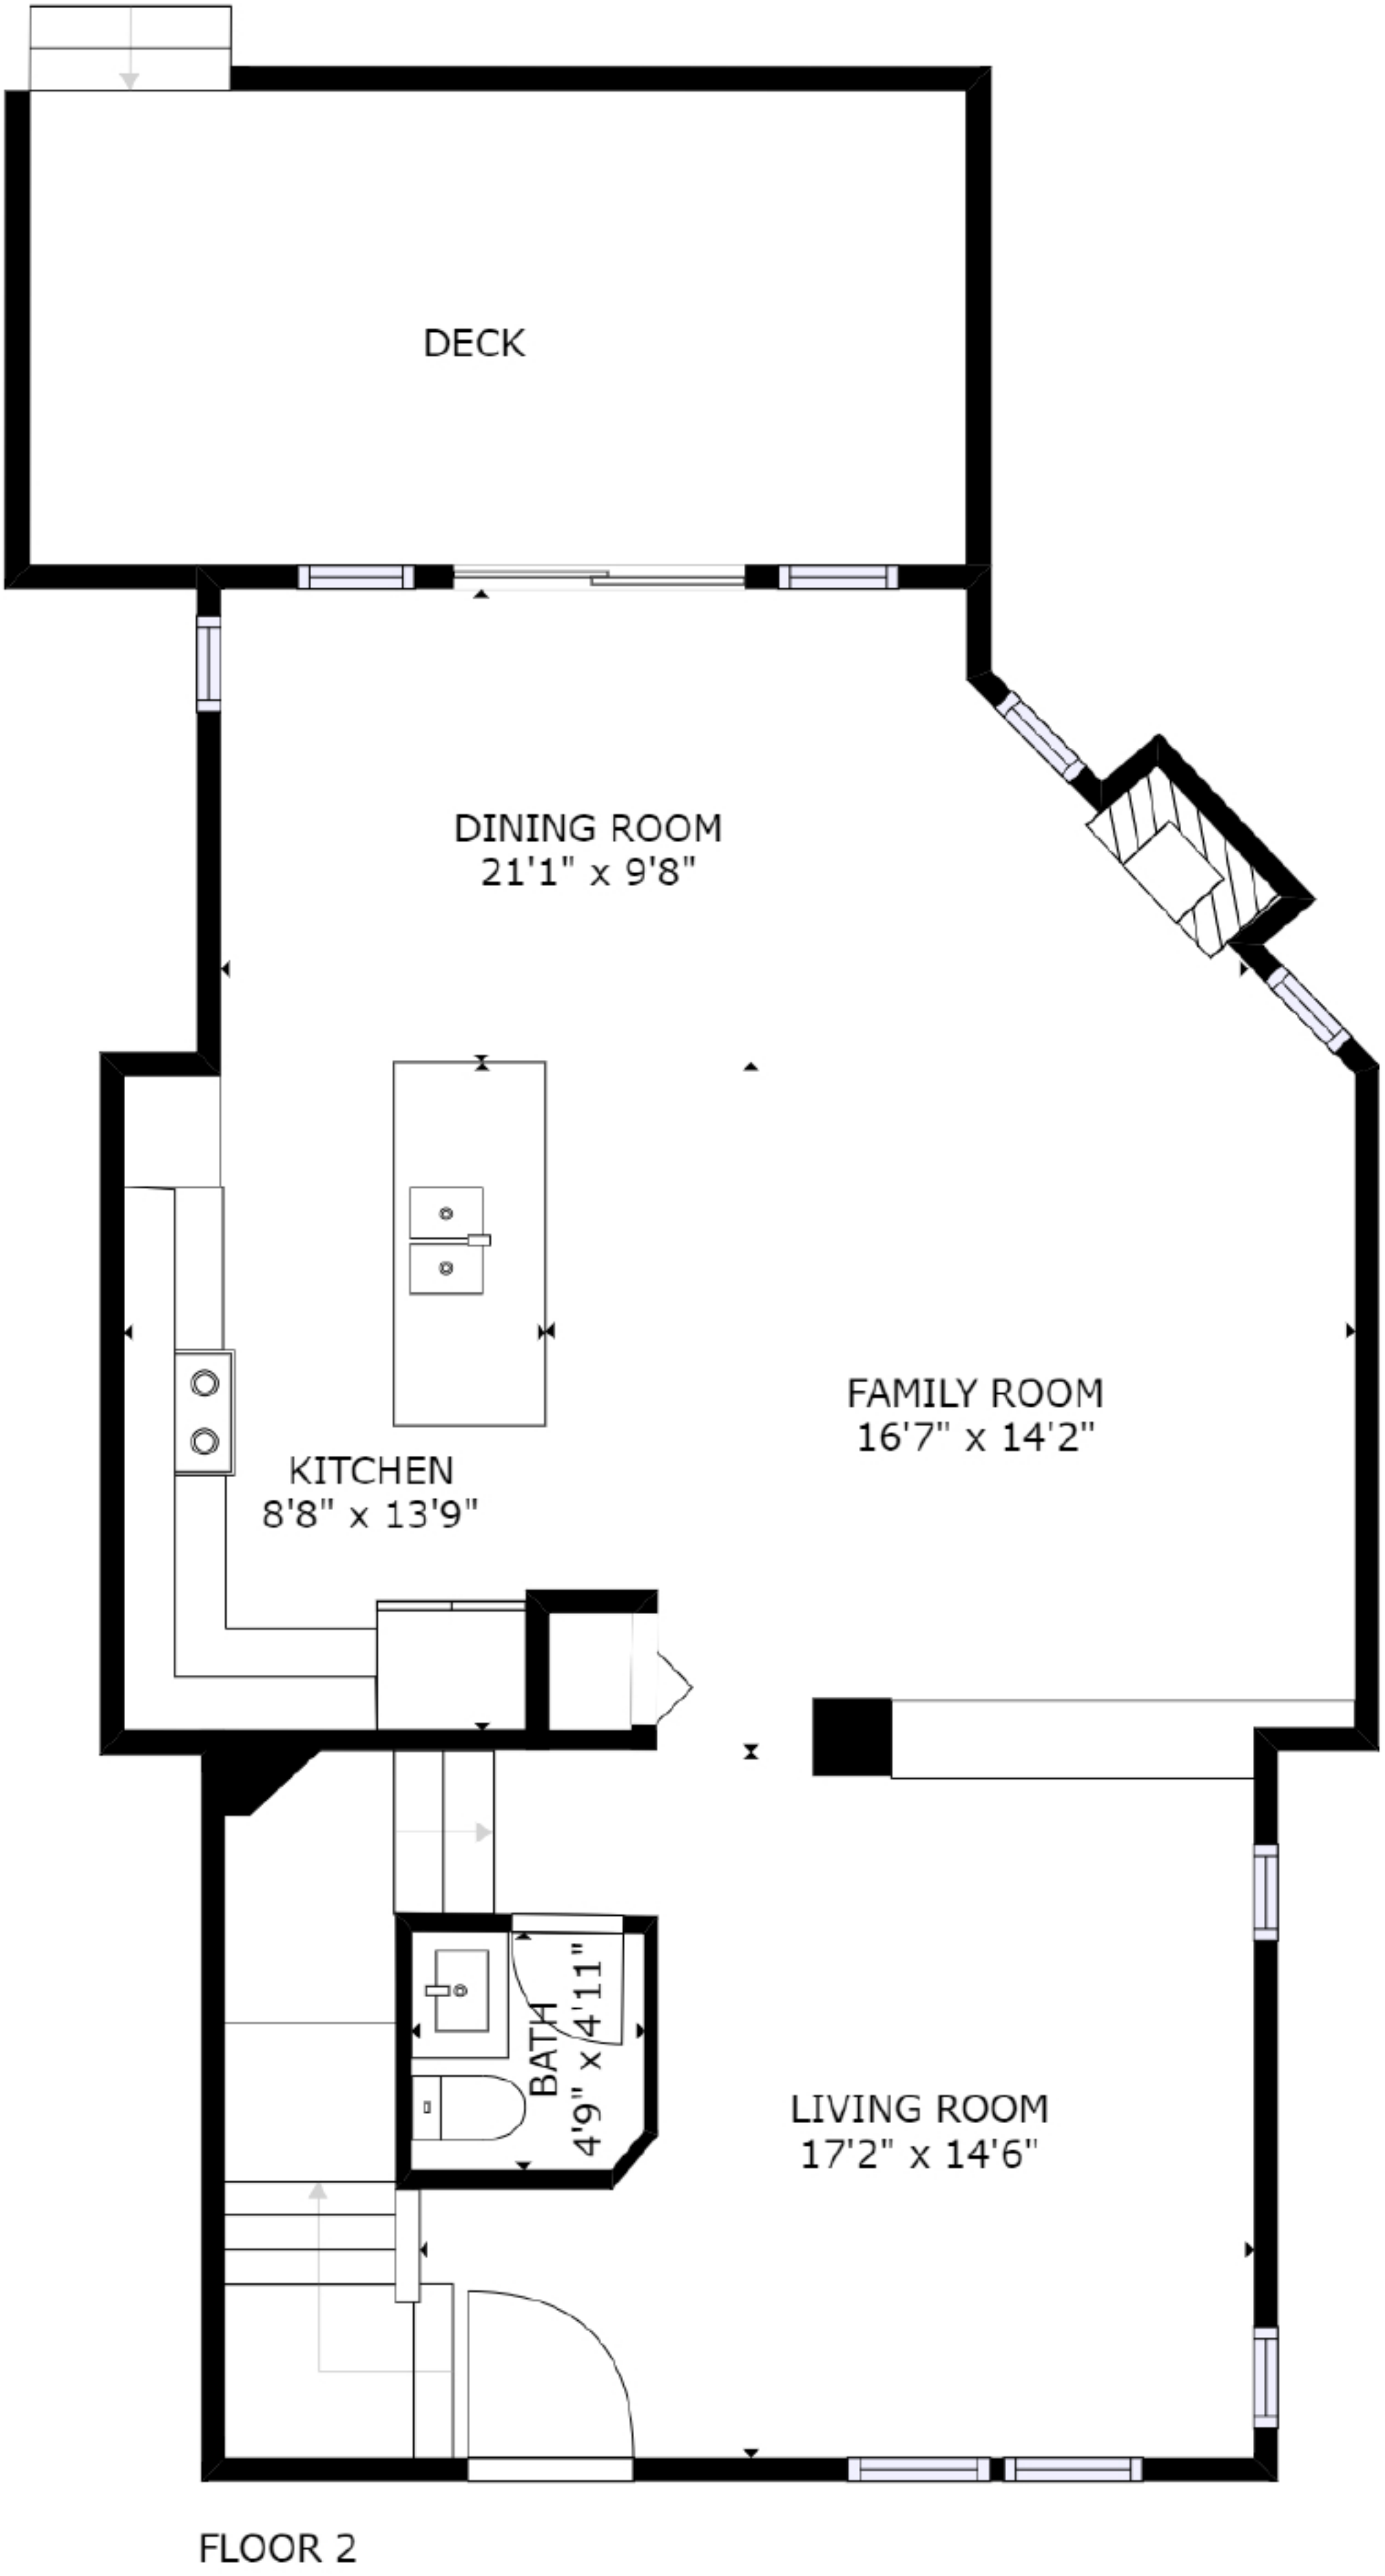 DECK
DINING ROOM
21'1" x 9'8"
FAMILY ROOM
16'7" x 14'2"
KITCHEN
8'8" x 13'9"
BATH
4'9" x 4'11"
LIVING ROOM
17'2" x 14'6"
FLOOR 2